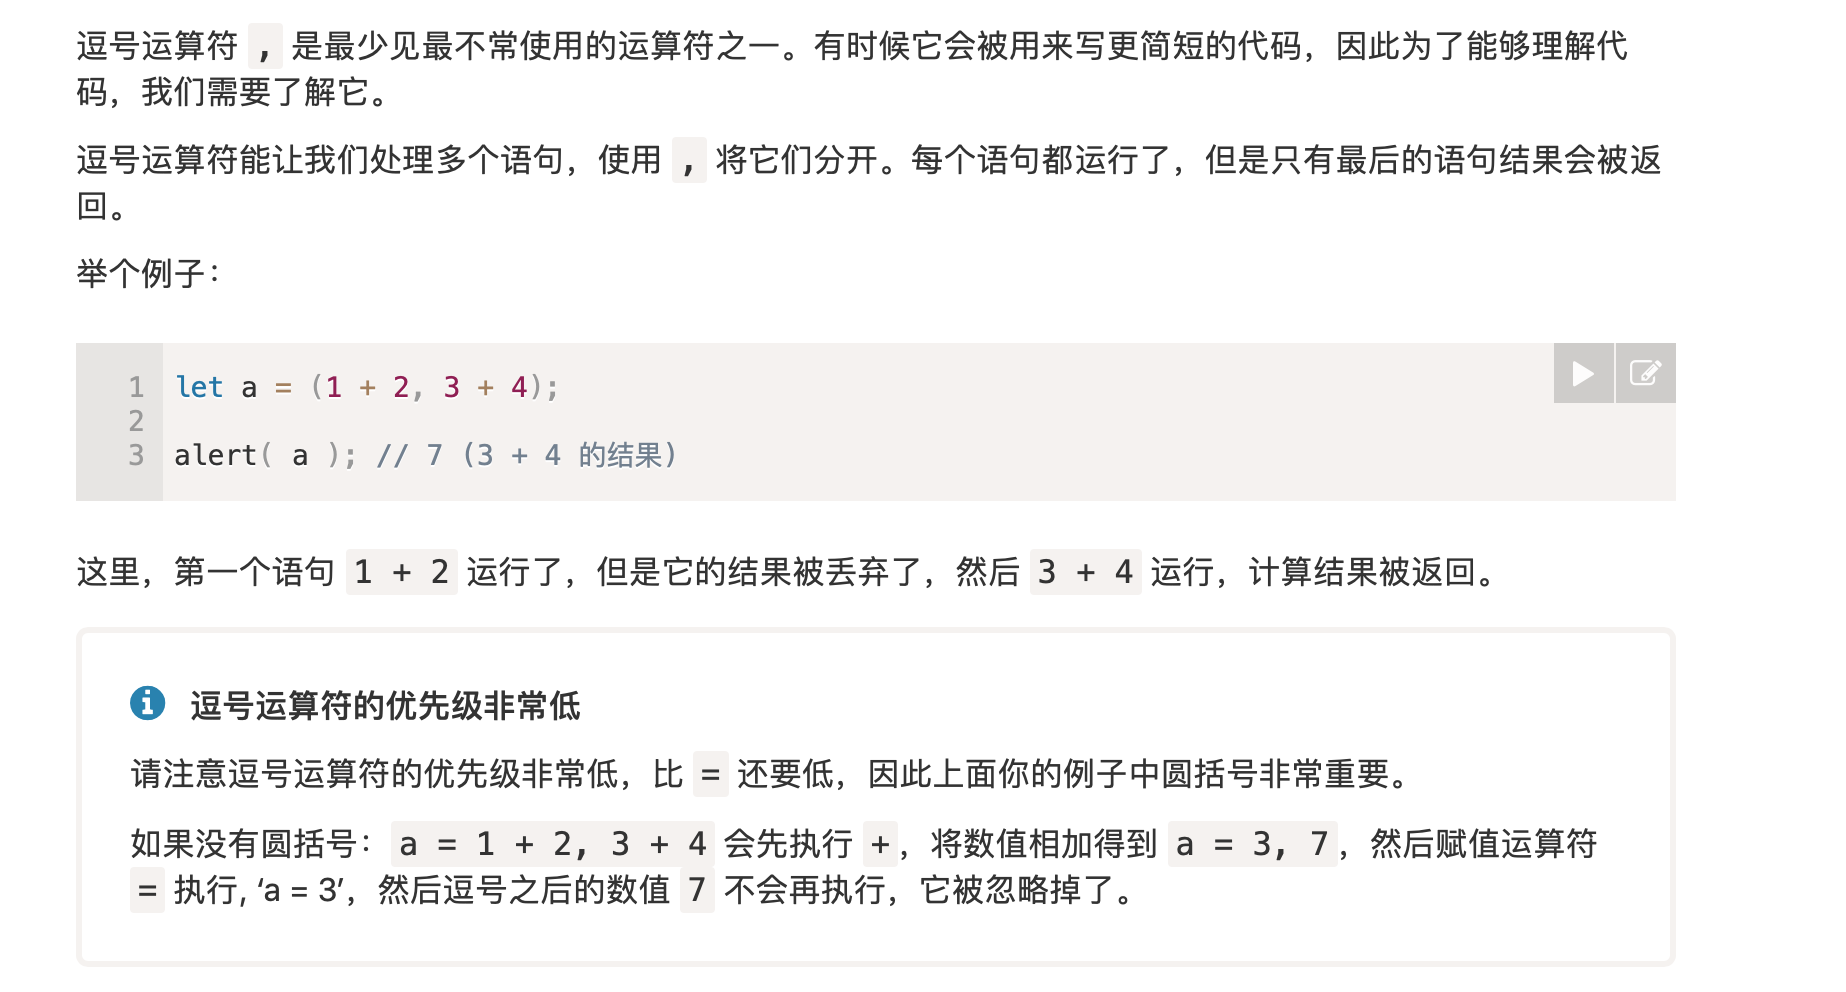 逗号运算符 , 是最少见最不常使用的运算符之一。有时候它会被用来写更简短的代码，因此为了能够理解代
码，我们需要了解它。
逗号运算符能让我们处理多个语句，使用 , 将它们分开。每个语句都运行了，但是只有最后的语句结果会被返
回。
举个例子：
1 let a = (1 + 2, 3 + 4);
2
3 alert( a ); // 7 (3 + 4 的结果)
这里，第一个语句 1 + 2 运行了，但是它的结果被丢弃了，然后 3 + 4 运行，计算结果被返回。
逗号运算符的优先级非常低
请注意逗号运算符的优先级非常低，比 = 还要低，因此上面你的例子中圆括号非常重要。
如果没有圆括号：a = 1 + 2, 3 + 4 会先执行 +，将数值相加得到 a = 3, 7，然后赋值运算符
= 执行, ‘a = 3’，然后逗号之后的数值 7 不会再执行，它被忽略掉了。